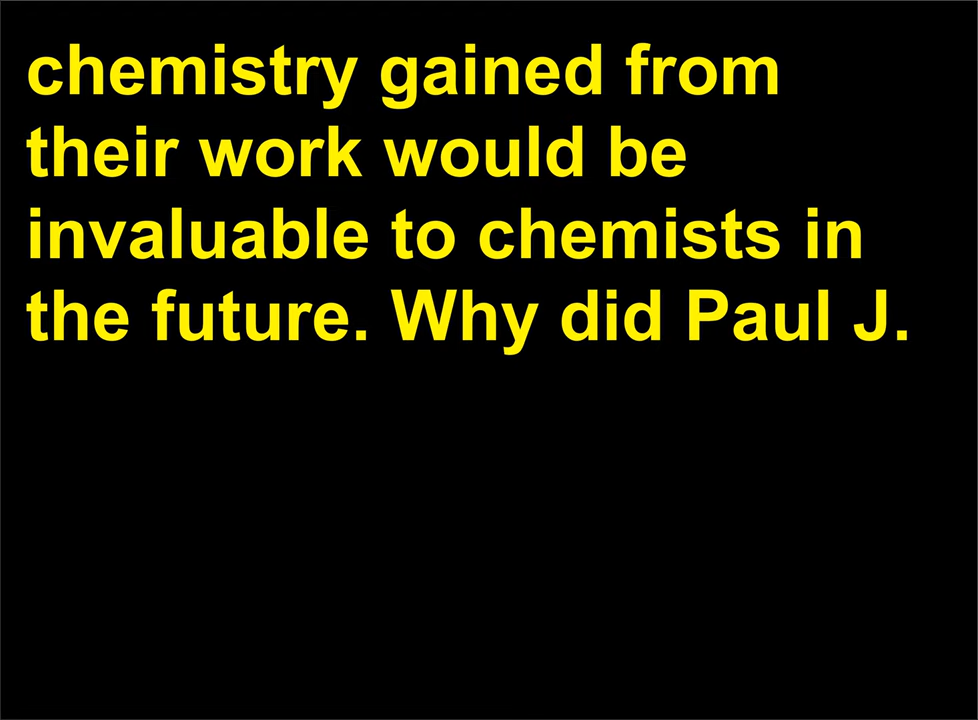 chemistry gained from
their work would be
invaluable to chemists in
the future. Why did Paul J.